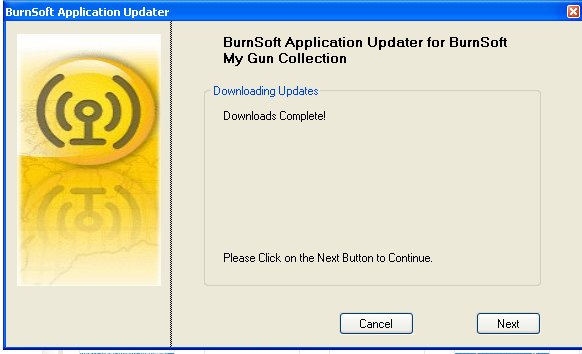 BurnSoft Application Updater
BurnSoft Application Updater for BurnSoft
My Gun Collection
Downloading Updates
Downloads Complete!
Please Click on the Next Button to Continue.
Cancel
Next